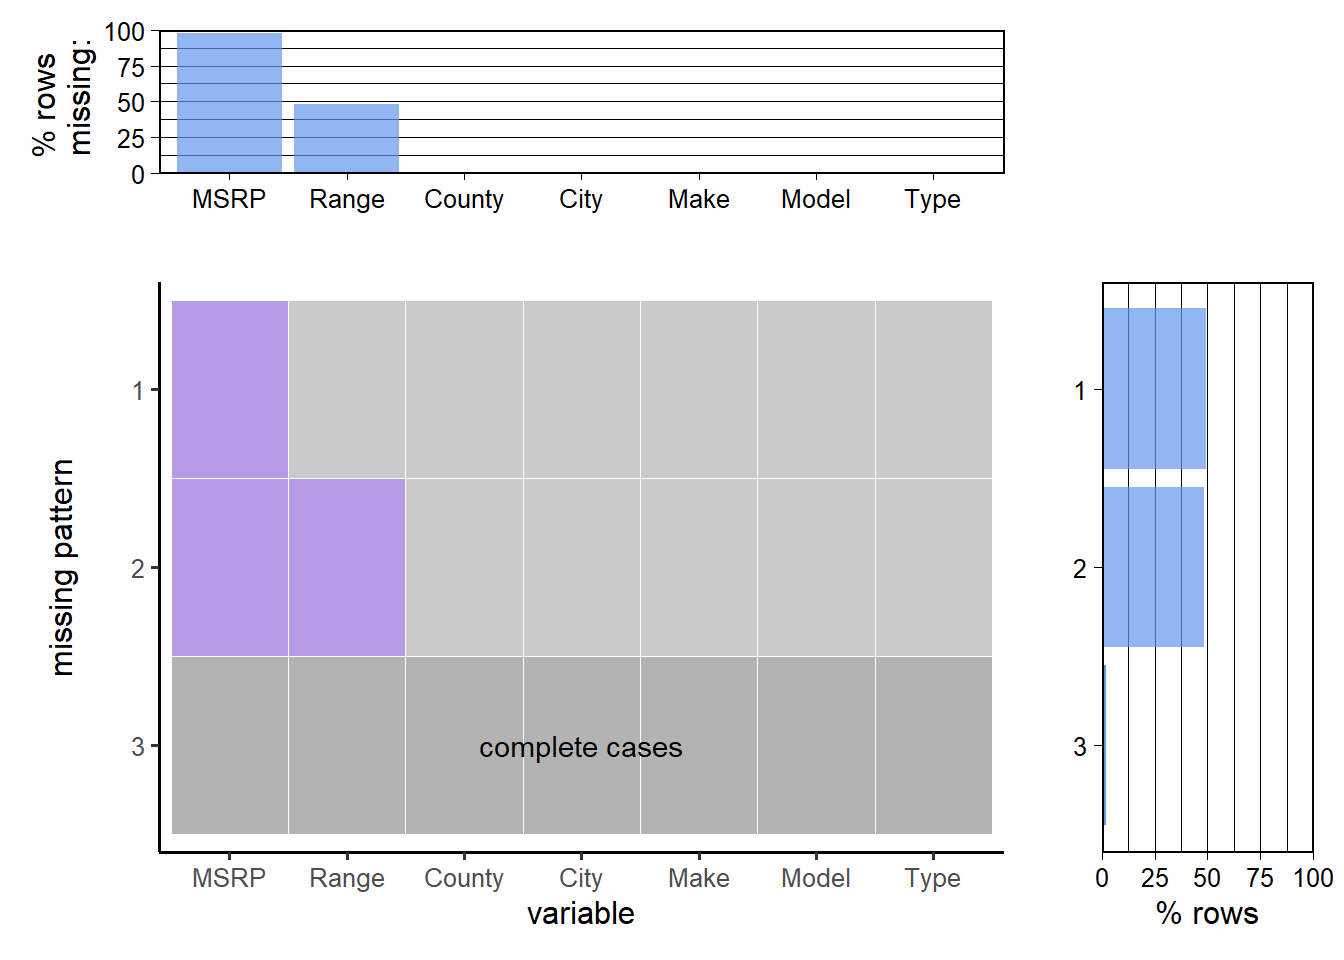 % rows
missing:
100
75
50
25
0
MSRP Range County City Make Model Type
missing pattern
1
2
3
complete cases
MSRP Range County City Make Model Type
variable
1
2
3
0 25 50 75 100
% rows